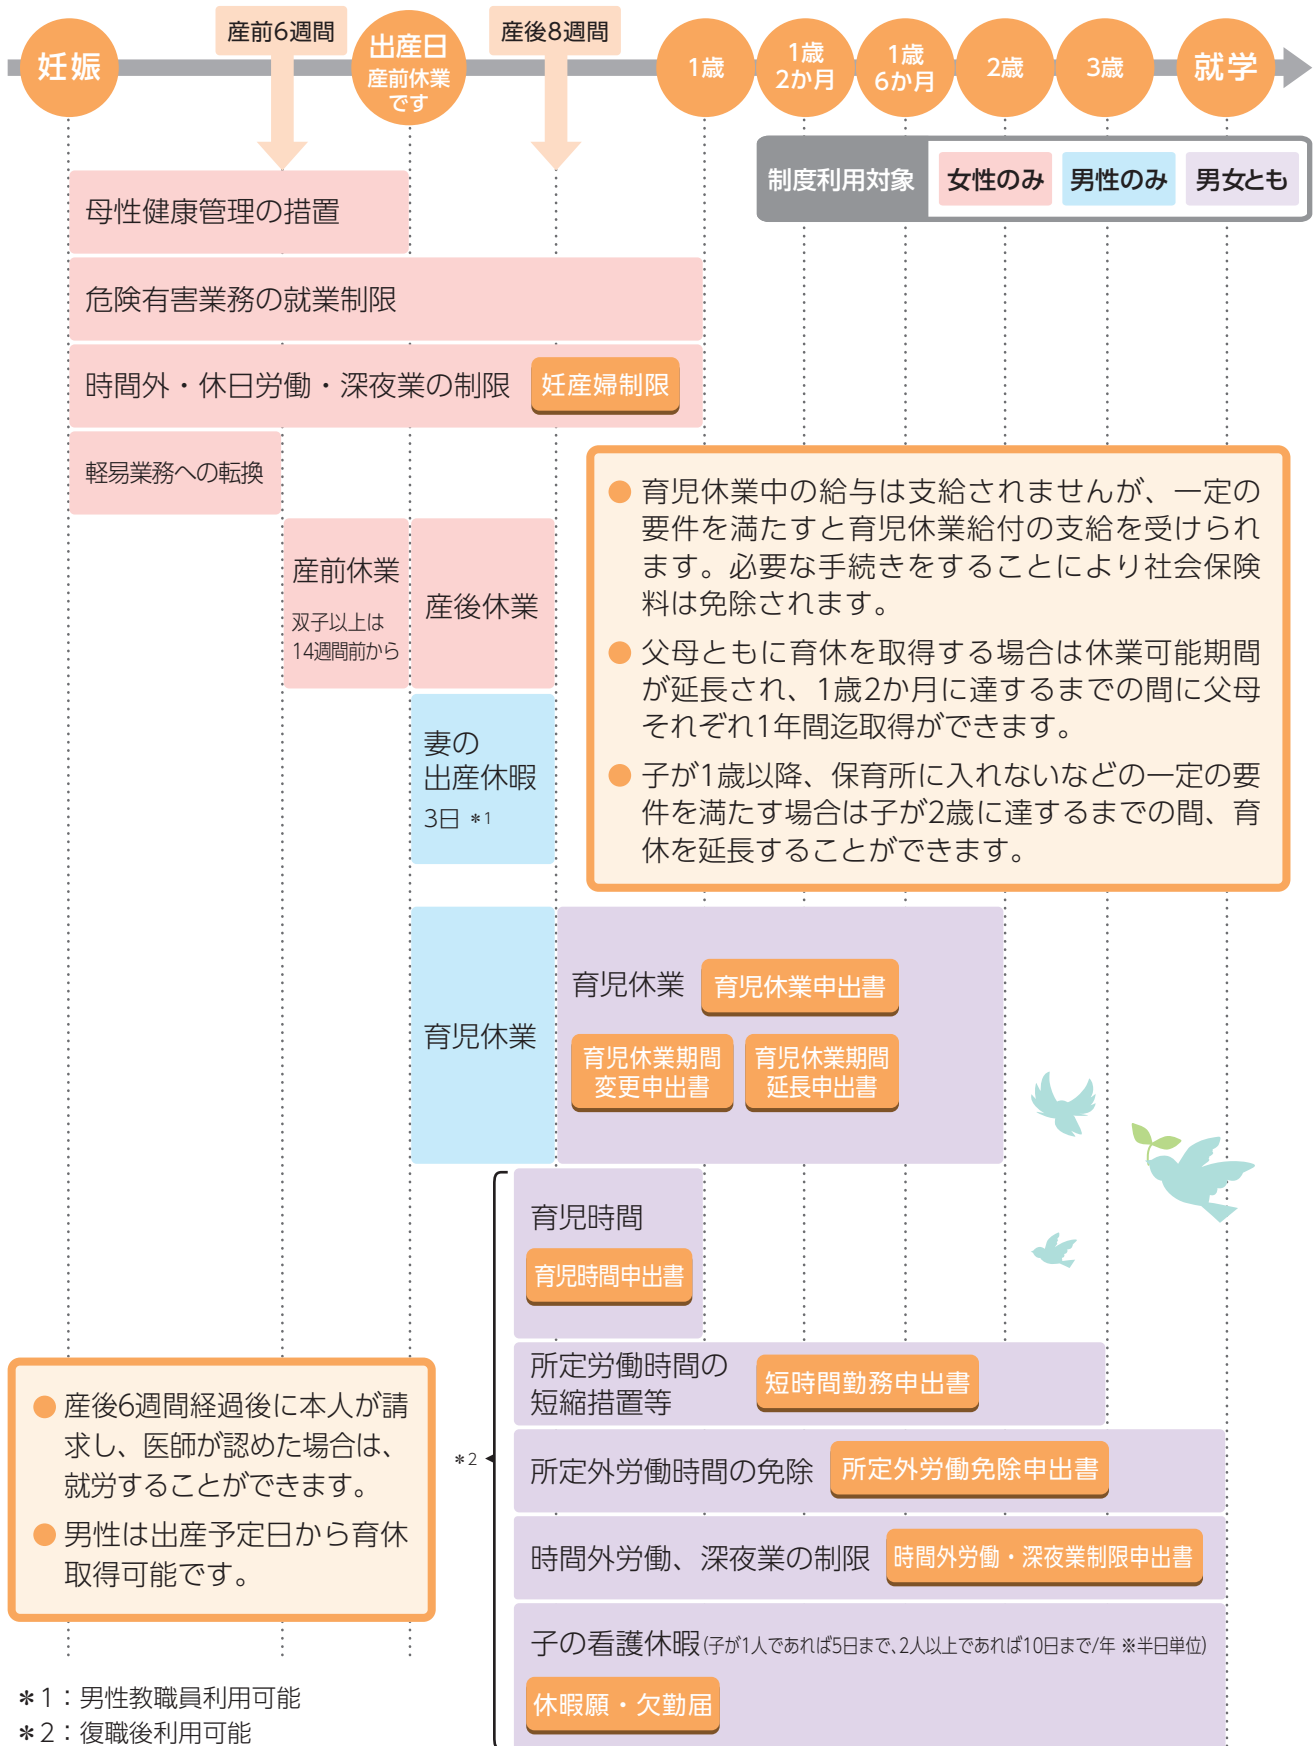 妊娠
産前6週間
出産日
産前休業
です
産後8週間
1歳
1歳
2か月
1歳
6か月
2歳
3歳
就学
制度利用対象
女性のみ
男性のみ
男女とも
母性健康管理の措置
危険有害業務の就業制限
時間外・休日労働・深夜業の制限
妊産婦制限
軽易業務への転換
産前休業
双子以上は
14週間前から
産後休業
妻の
出産休暇
3日 *1
● 育児休業中の給与は支給されませんが、一定の
要件を満たすと育児休業給付の支給を受けられ
ます。必要な手続きをすることにより社会保険
料は免除されます。
● 父母ともに育休を取得する場合は休業可能期間
が延長され、1歳2か月に達するまでの間に父母
それぞれ1年間迄取得ができます。
● 子が1歳以降、保育所に入れないなどの一定の要
件を満たす場合は子が2歳に達するまでの間、育
休を延長することができます。
育児休業
育児休業
育児休業申出書
育児休業期間
変更申出書
育児休業期間
延長申出書
育児時間
育児時間申出書
所定労働時間の
短縮措置等
短時間勤務申出書
*2
所定外労働時間の免除
所定外労働免除申出書
時間外労働、深夜業の制限
時間外労働・深夜業制限申出書
子の看護休暇(子が1人であれば5日まで、2人以上であれば10日まで/年 ※半日単位)
休暇願・欠勤届
● 産後6週間経過後に本人が請
求し、医師が認めた場合は、
就労することができます。
● 男性は出産予定日から育休
取得可能です。
*1：男性教職員利用可能
*2：復職後利用可能